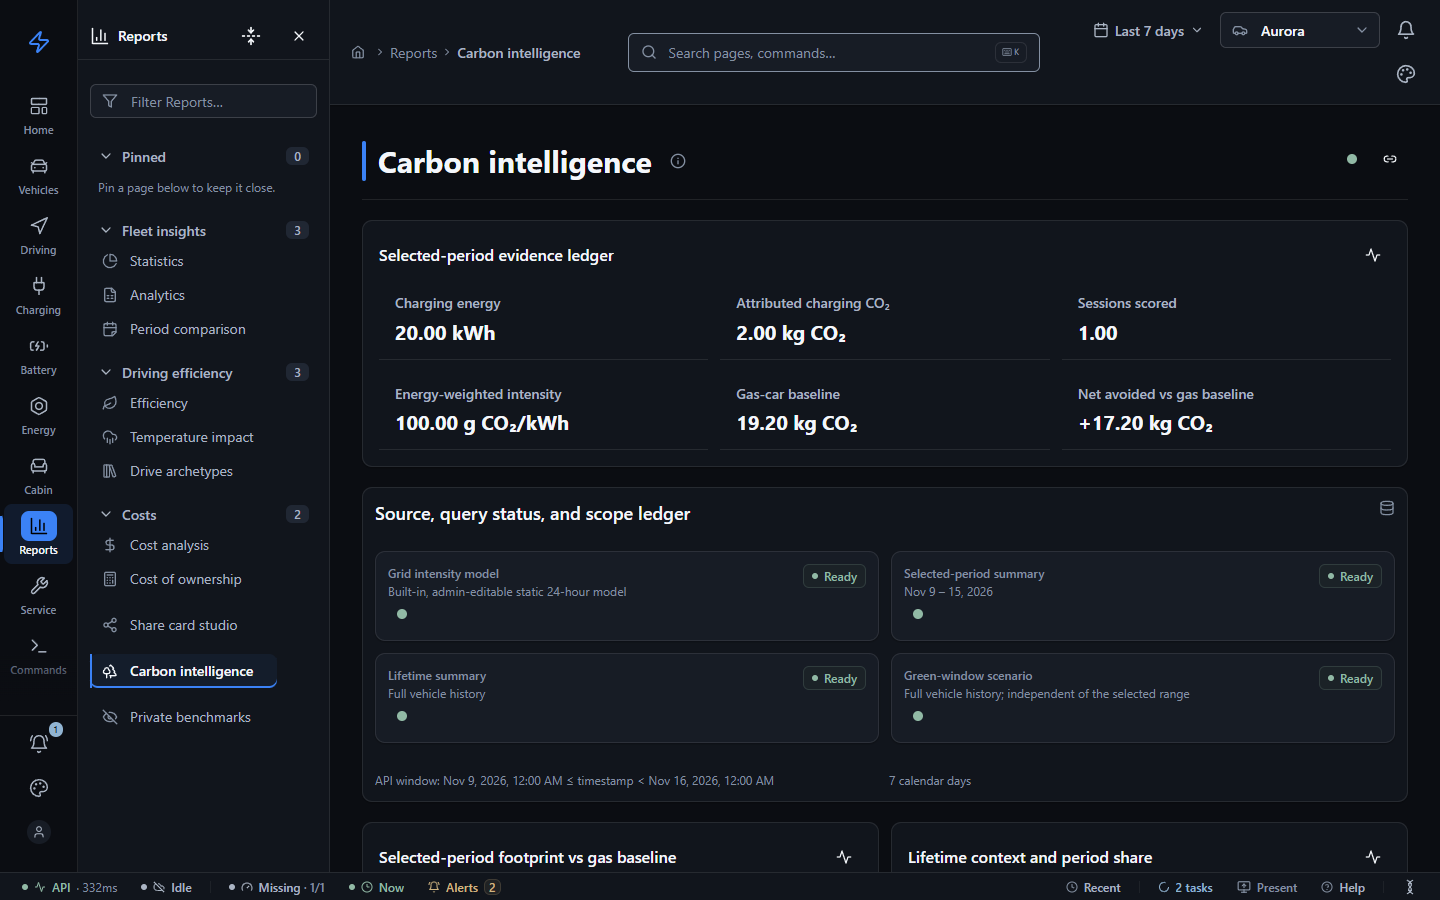 Home
Vehicles
Driving
Charging
Battery
Energy
Cabin
Reports
Service
Commands
1
Reports
Filter Reports...
Pinned
0
Pin a page below to keep it close.
Fleet insights
3
Statistics
Analytics
Period comparison
Driving efficiency
3
Efficiency
Temperature impact
Drive archetypes
Costs
2
Cost analysis
Cost of ownership
Share card studio
Carbon intelligence
Private benchmarks
Reports
Carbon intelligence
Search pages, commands...
K
Last 7 days
Aurora
Carbon intelligence
Selected-period evidence ledger
Charging energy
20.00 kWh
Attributed charging CO₂
2.00 kg CO₂
Sessions scored
1.00
Energy-weighted intensity
100.00 g CO₂/kWh
Gas-car baseline
19.20 kg CO₂
Net avoided vs gas baseline
+17.20 kg CO₂
Source, query status, and scope ledger
Grid intensity model
Built-in, admin-editable static 24-hour model
Ready
Selected-period summary
Nov 9 – 15, 2026
Ready
Lifetime summary
Full vehicle history
Ready
Green-window scenario
Full vehicle history; independent of the selected range
Ready
API window: Nov 9, 2026, 12:00 AM ≤ timestamp < Nov 16, 2026, 12:00 AM
7 calendar days
Selected-period footprint vs gas baseline
Lifetime context and period share
API · 332ms
Idle
Missing · 1/1
Now
Alerts 2
Recent
2 tasks
Present
Help